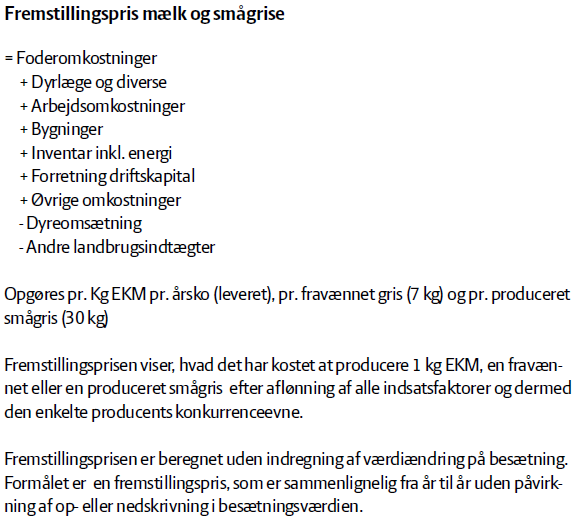 Fremstillingspris mælk og smågrise
= Foderomkostninger
+ Dyrlæge og diverse
+ Arbejdsomkostninger
+ Bygninger
+ Inventar inkl. energi
+ Forretning driftskapital
+ Øvrige omkostninger
- Dyreomsætning
- Andre landbrugsindtægter
Opgøres pr. Kg EKM pr. årsko (leveret), pr. fravænnet gris (7 kg) og pr. produceret
smågris (30 kg)
Fremstillingsprisen viser, hvad det har kostet at producere 1 kg EKM, en fravæn-
net eller en produceret smågris efter aflønning af alle indsatsfaktorer og dermed
den enkelte producents konkurrenceevne.
Fremstillingsprisen er beregnet uden indregning af værdiændring på besætning.
Formålet er en fremstillingspris, som er sammenlignelig fra år til år uden påvirk-
ning af op- eller nedskrivning i besætningsværdien.